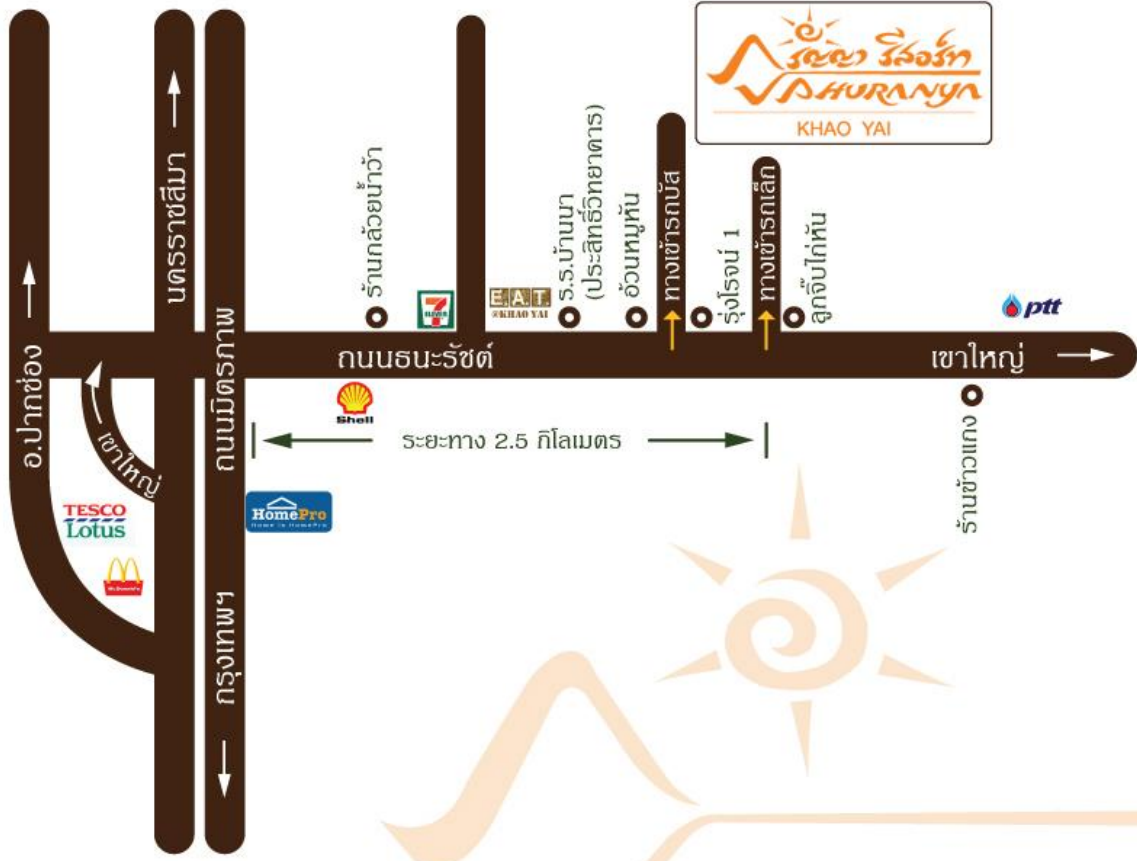 รีสอร์ท
KHAO YAI
นครราชสีมา
อ.ปากช่อง
เขาใหญ่
ถนนมิตรภาพ
กรุงเทพฯ
ร้านกล้วยน้ำว้า
7
ELEVEN
E.A.T.
@KHAO YAI
ร.ร.บ้านนา
(ประสิทธิ์วิทยาคาร)
อ้วนหมูหัน
ทางเข้ารถบัส
รุ่งโรจน์ 1
ทางเข้ารถเล็ก
ลูกจิ๊บไก่หัน
ptt
ถนนธนะรัชต์
เขาใหญ่
Shell
ระยะทาง 2.5 กิโลเมตร
ร้านข้าวแกง
TESCO
Lotus
HomePro
Home is HomePro
McDonald's